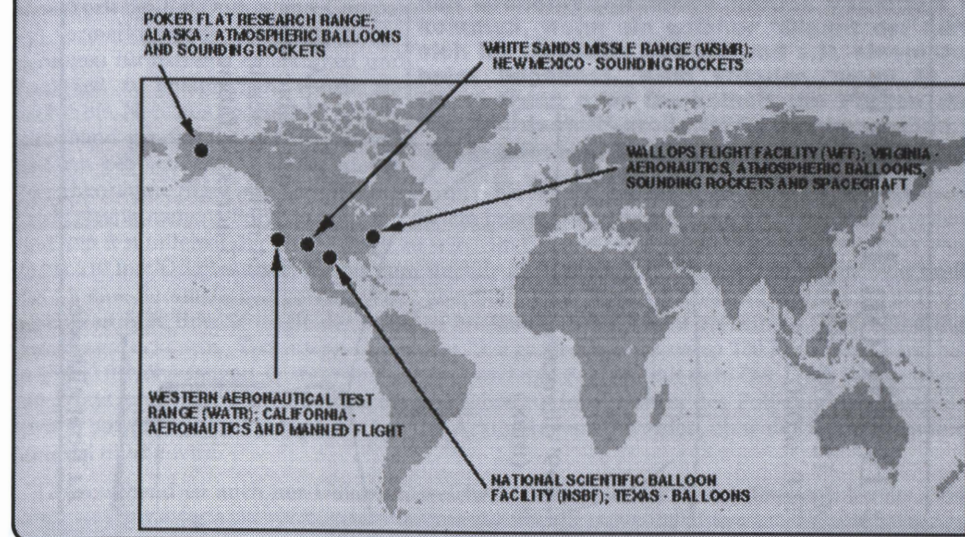 POKER FLAT RESEARCH RANGE;
ALASKA - ATMOSPHERIC BALLOONS
AND SOUNDING ROCKETS
WHITE SANDS MISSLE RANGE (WSMR);
NEW MEXICO - SOUNDING ROCKETS
WALLOPS FLIGHT FACILITY (WFF); VIRGINIA -
AERONAUTICS, ATMOSPHERIC BALLOONS,
SOUNDING ROCKETS AND SPACECRAFT
WESTERN AERONAUTICAL TEST
RANGE (WATR); CALIFORNIA -
AERONAUTICS AND MANNED FLIGHT
NATIONAL SCIENTIFIC BALLOON
FACILITY (NSBF); TEXAS - BALLOONS